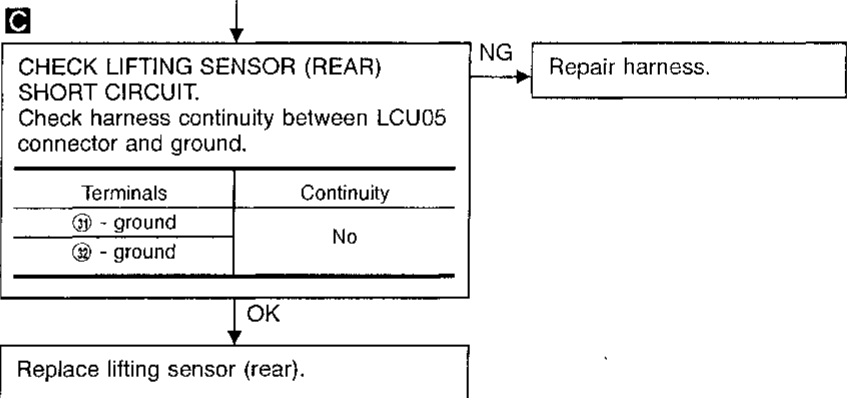 C
CHECK LIFTING SENSOR (REAR)
SHORT CIRCUIT.
Check harness continuity between LCU05
connector and ground.
NG
Repair harness.
Terminals
Continuity
㉛ - ground
㉜ - ground
No
OK
Replace lifting sensor (rear).